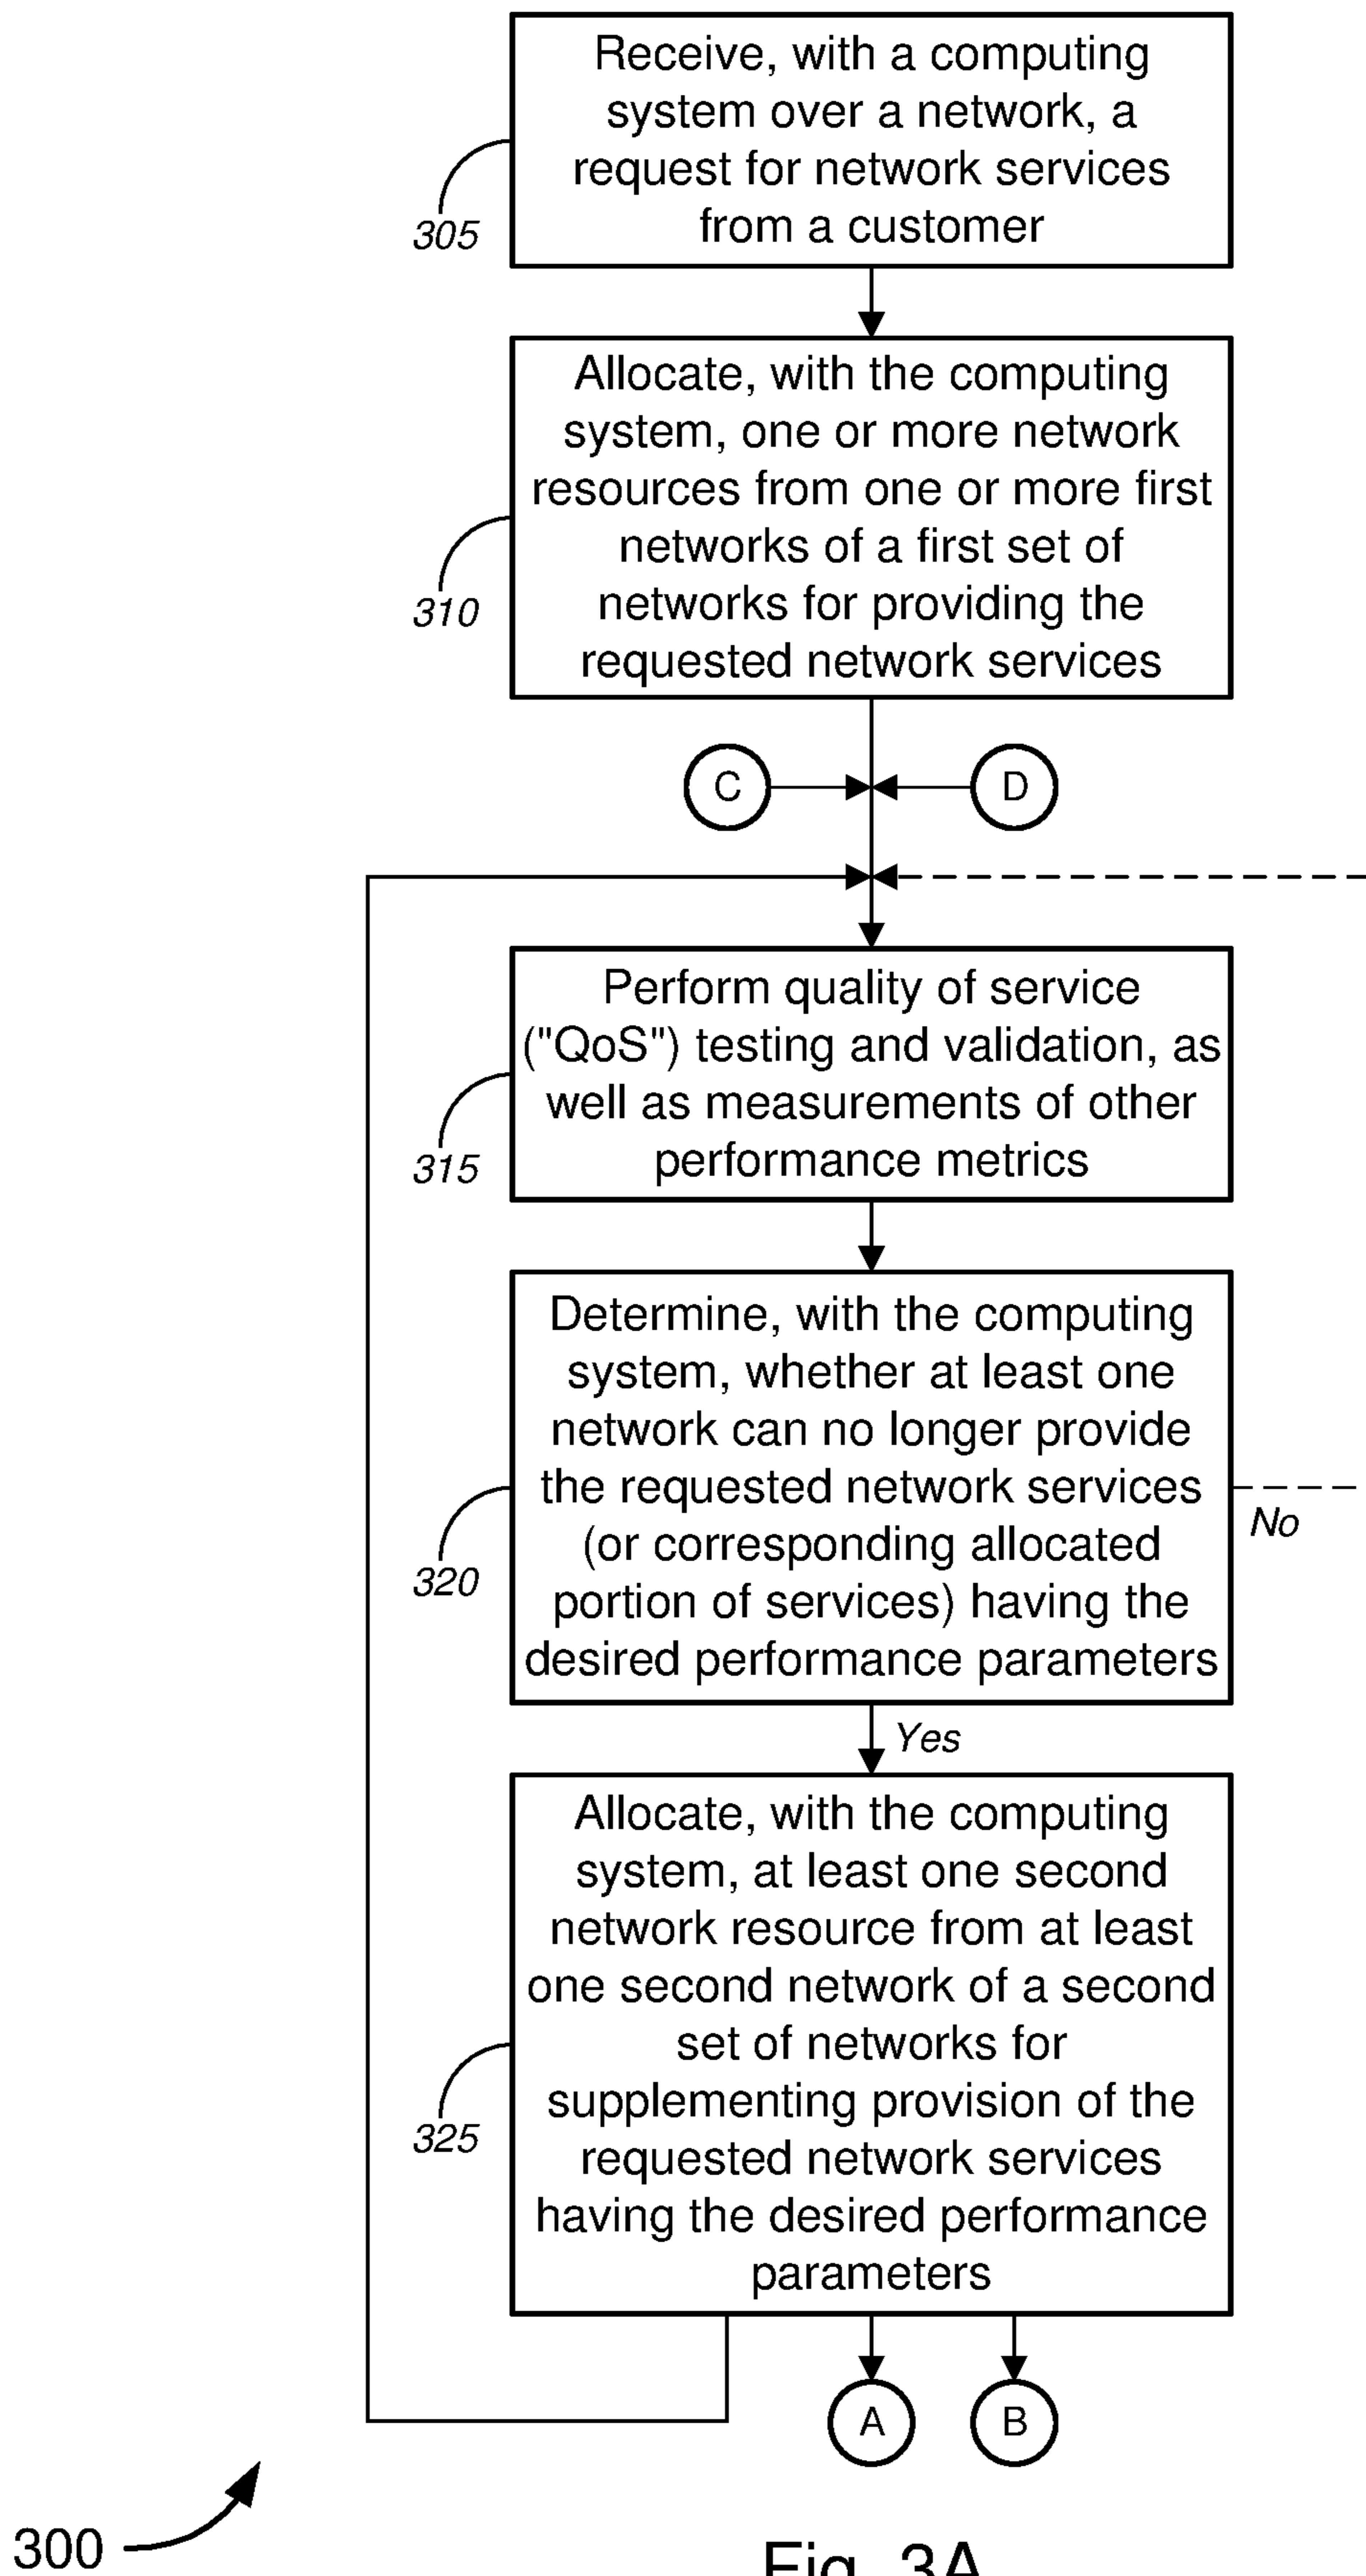 Receive, with a computing
system over a network, a
request for network services
from a customer
305
Allocate, with the computing
system, one or more network
resources from one or more first
networks of a first set of
networks for providing the
requested network services
310
C
D
Perform quality of service
("QoS") testing and validation, as
well as measurements of other
performance metrics
315
Determine, with the computing
system, whether at least one
network can no longer provide
the requested network services
(or corresponding allocated
portion of services) having the
desired performance parameters
320
No
Yes
Allocate, with the computing
system, at least one second
network resource from at least
one second network of a second
set of networks for
supplementing provision of the
requested network services
having the desired performance
parameters
325
A
B
300
Fig. 3A